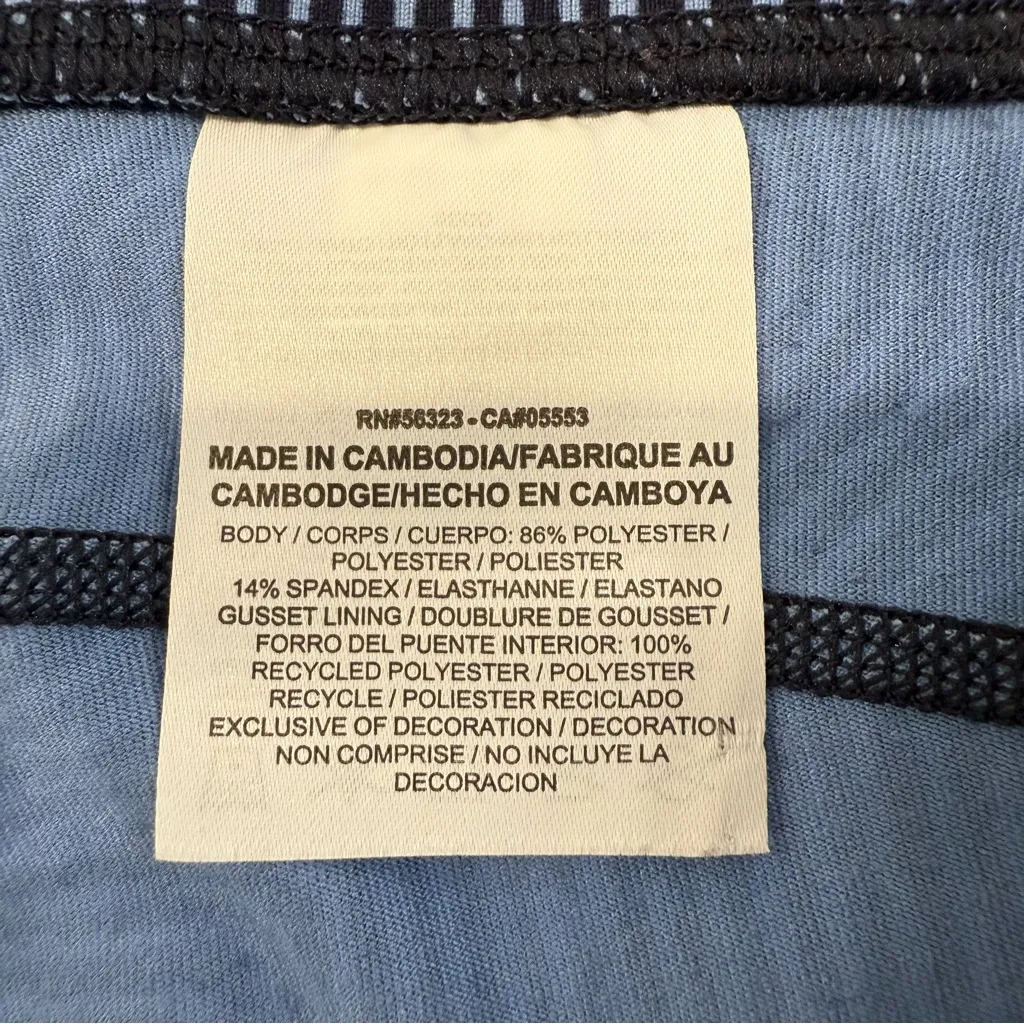 RN#56323 - CA#05553
MADE IN CAMBODIA/FABRIQUE AU
CAMBODGE/HECHO EN CAMBOYA
BODY / CORPS / CUERPO: 86% POLYESTER /
POLYESTER / POLIESTER
14% SPANDEX / ELASTHANNE / ELASTANO
GUSSET LINING / DOUBLURE DE GOUSSET /
FORRO DEL PUENTE INTERIOR: 100%
RECYCLED POLYESTER / POLYESTER
RECYCLE / POLIESTER RECICLADO
EXCLUSIVE OF DECORATION / DECORATION
NON COMPRISE / NO INCLUYE LA
DECORACION